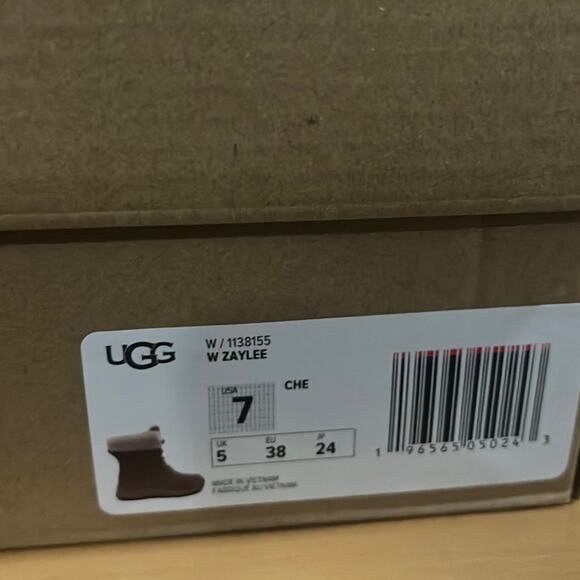 UGG
W / 1138155
W ZAYLEE
USA
7
CHE
UK EU JP
5 38 24
MADE IN VIETNAM
FABRIQUÉ AU VIETNAM
1 96565 05024 3